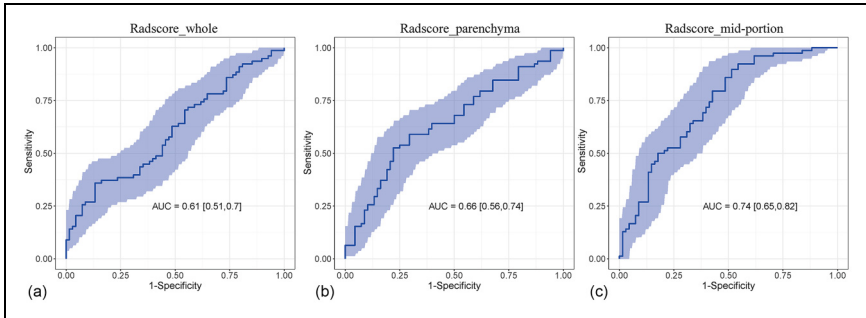 Radscore_whole
1.00
0.75
0.50
0.25
0.00
Sensitivity
AUC = 0.61 [0.51,0.7]
0.00 0.25 0.50 0.75 1.00
1-Specificity
(a)
Radscore_parenchyma
1.00
0.75
0.50
0.25
0.00
Sensitivity
AUC = 0.66 [0.56,0.74]
0.00 0.25 0.50 0.75 1.00
1-Specificity
(b)
Radscore_mid-portion
1.00
0.75
0.50
0.25
0.00
Sensitivity
AUC = 0.74 [0.65,0.82]
0.00 0.25 0.50 0.75 1.00
1-Specificity
(c)